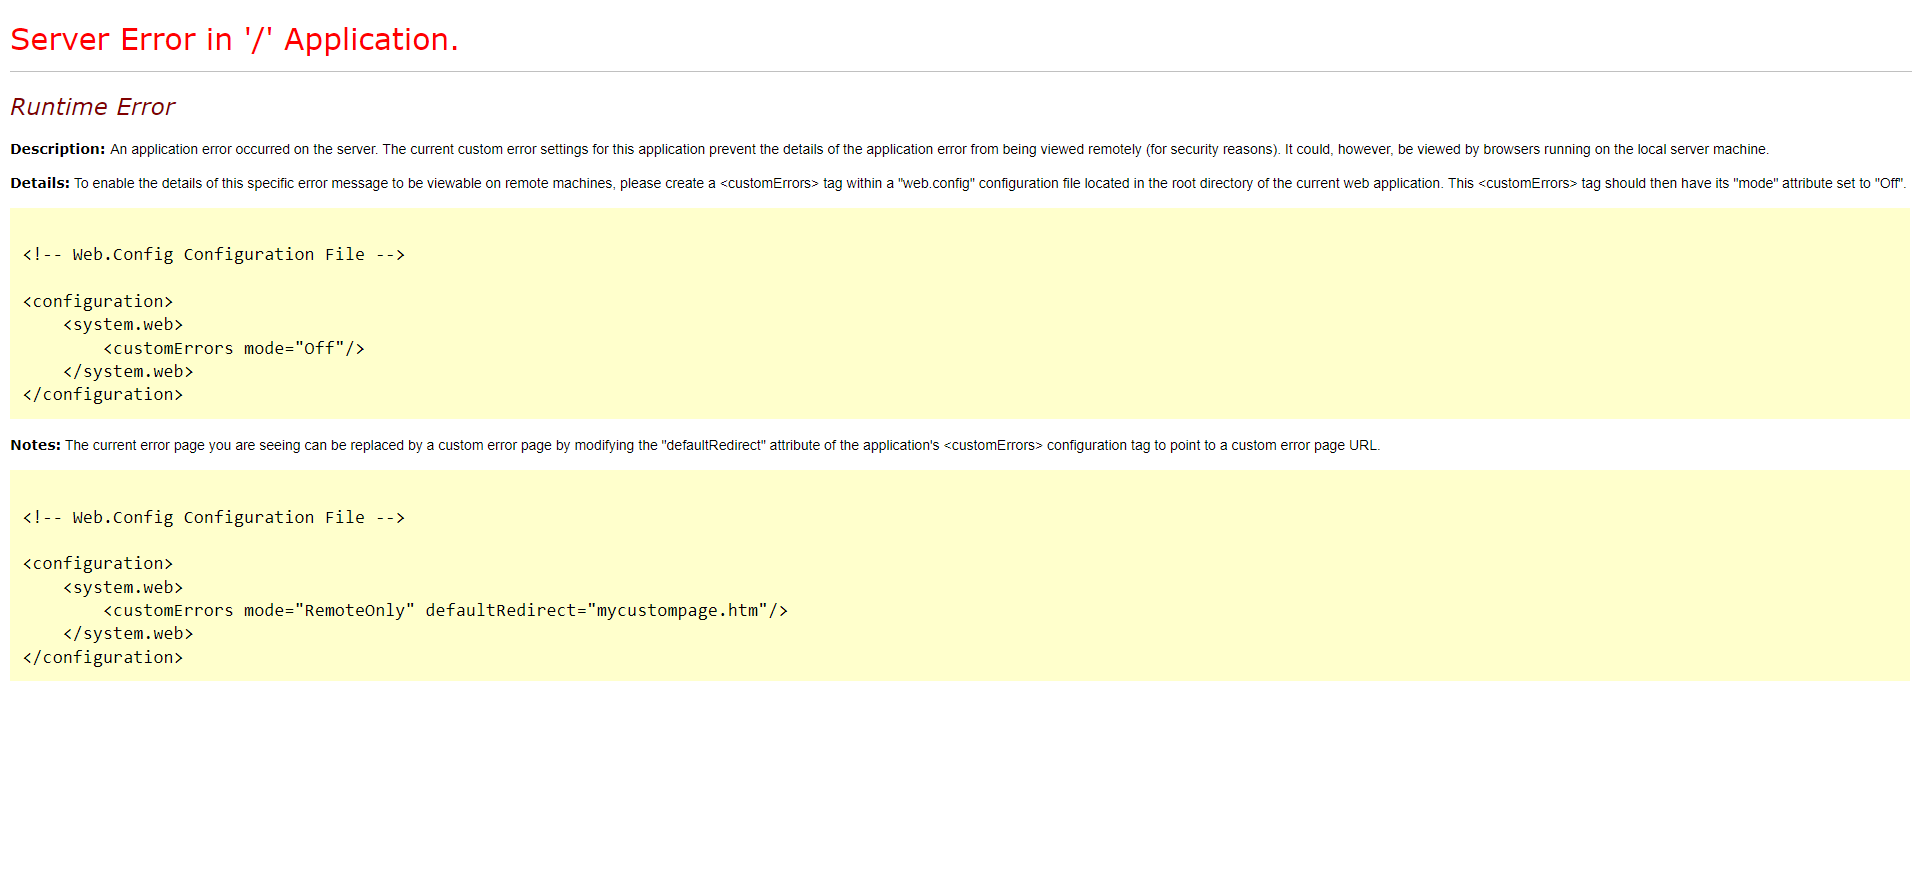 Server Error in '/' Application.
Runtime Error
Description: An application error occurred on the server. The current custom error settings for this application prevent the details of the application error from being viewed remotely (for security reasons). It could, however, be viewed by browsers running on the local server machine.
Details: To enable the details of this specific error message to be viewable on remote machines, please create a <customErrors> tag within a "web.config" configuration file located in the root directory of the current web application. This <customErrors> tag should then have its "mode" attribute set to "Off".
<!-- Web.Config Configuration File -->
<configuration>
    <system.web>
        <customErrors mode="Off"/>
    </system.web>
</configuration>
Notes: The current error page you are seeing can be replaced by a custom error page by modifying the "defaultRedirect" attribute of the application's <customErrors> configuration tag to point to a custom error page URL.
<!-- Web.Config Configuration File -->
<configuration>
    <system.web>
        <customErrors mode="RemoteOnly" defaultRedirect="mycustompage.htm"/>
    </system.web>
</configuration>